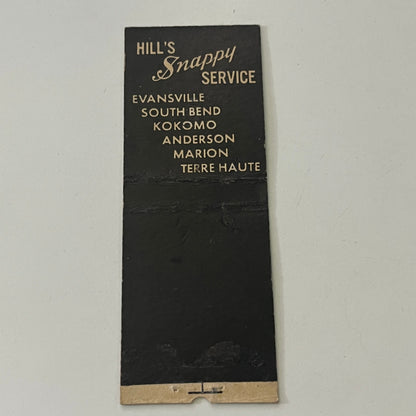 HILL'S
Snappy
SERVICE
EVANSVILLE
SOUTH BEND
KOKOMO
ANDERSON
MARION
TERRE HAUTE